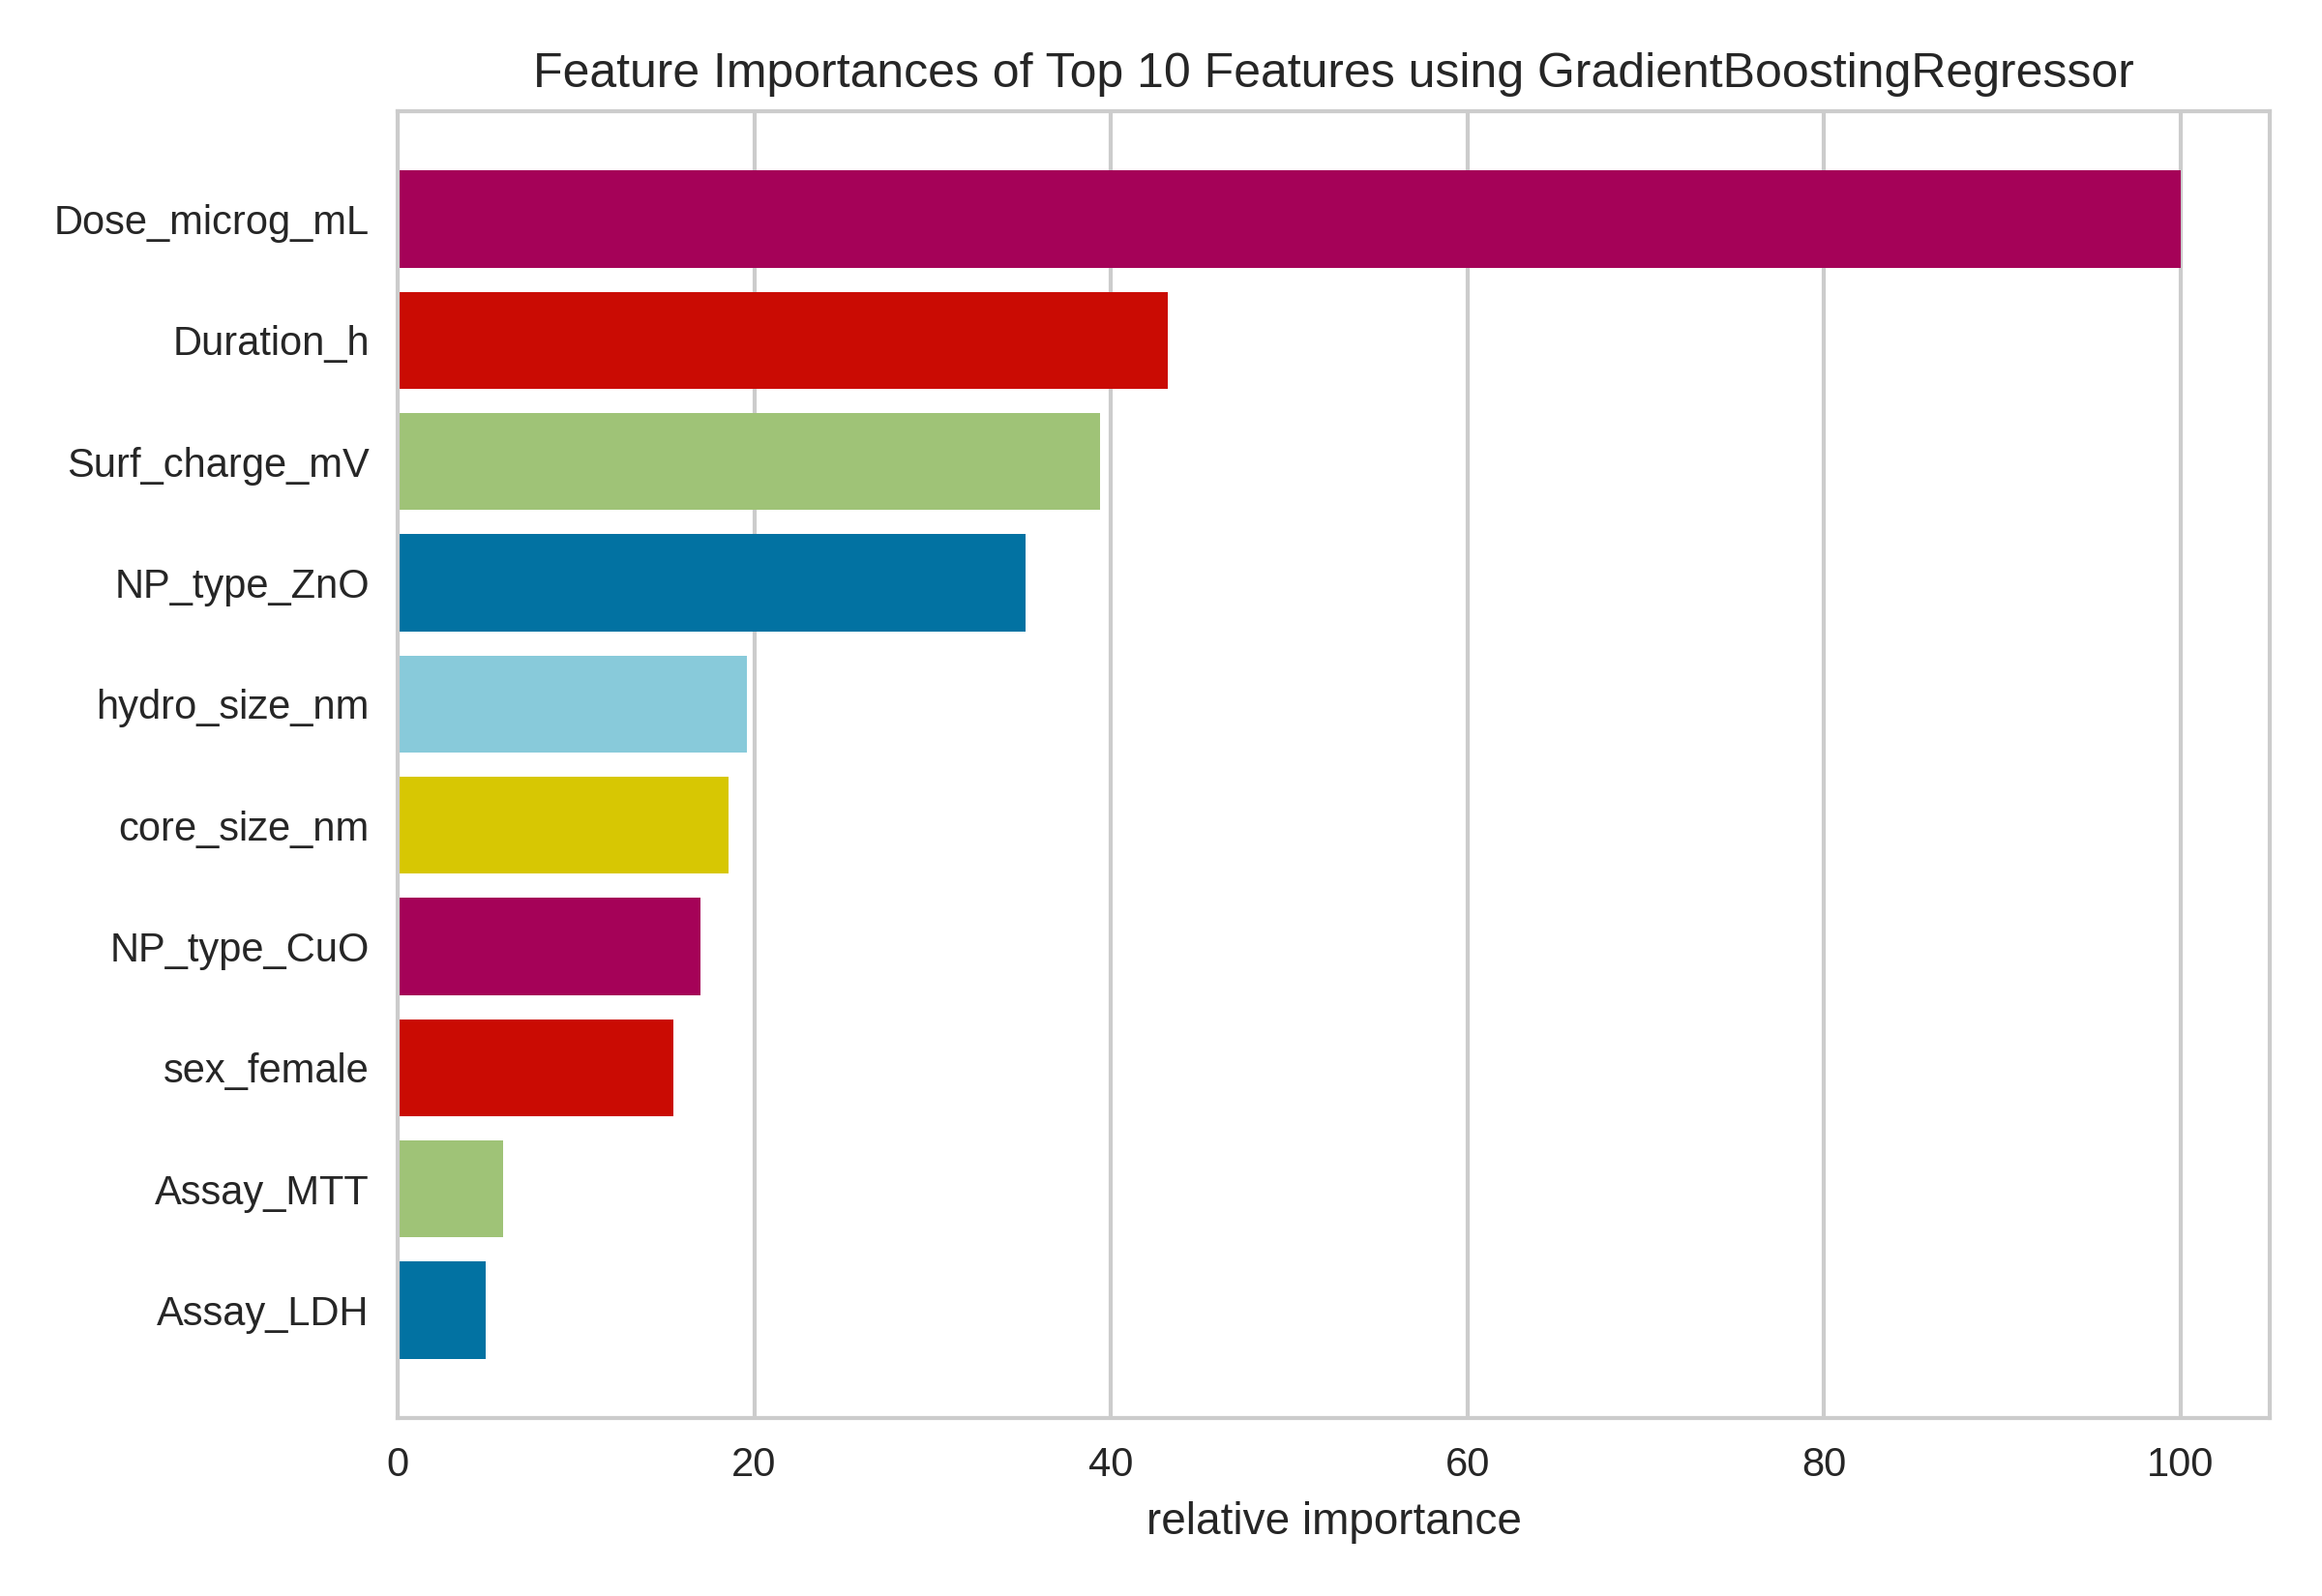 Feature Importances of Top 10 Features using GradientBoostingRegressor
Dose_microg_mL
Duration_h
Surf_charge_mV
NP_type_ZnO
hydro_size_nm
core_size_nm
NP_type_CuO
sex_female
Assay_MTT
Assay_LDH
0 20 40 60 80 100
relative importance